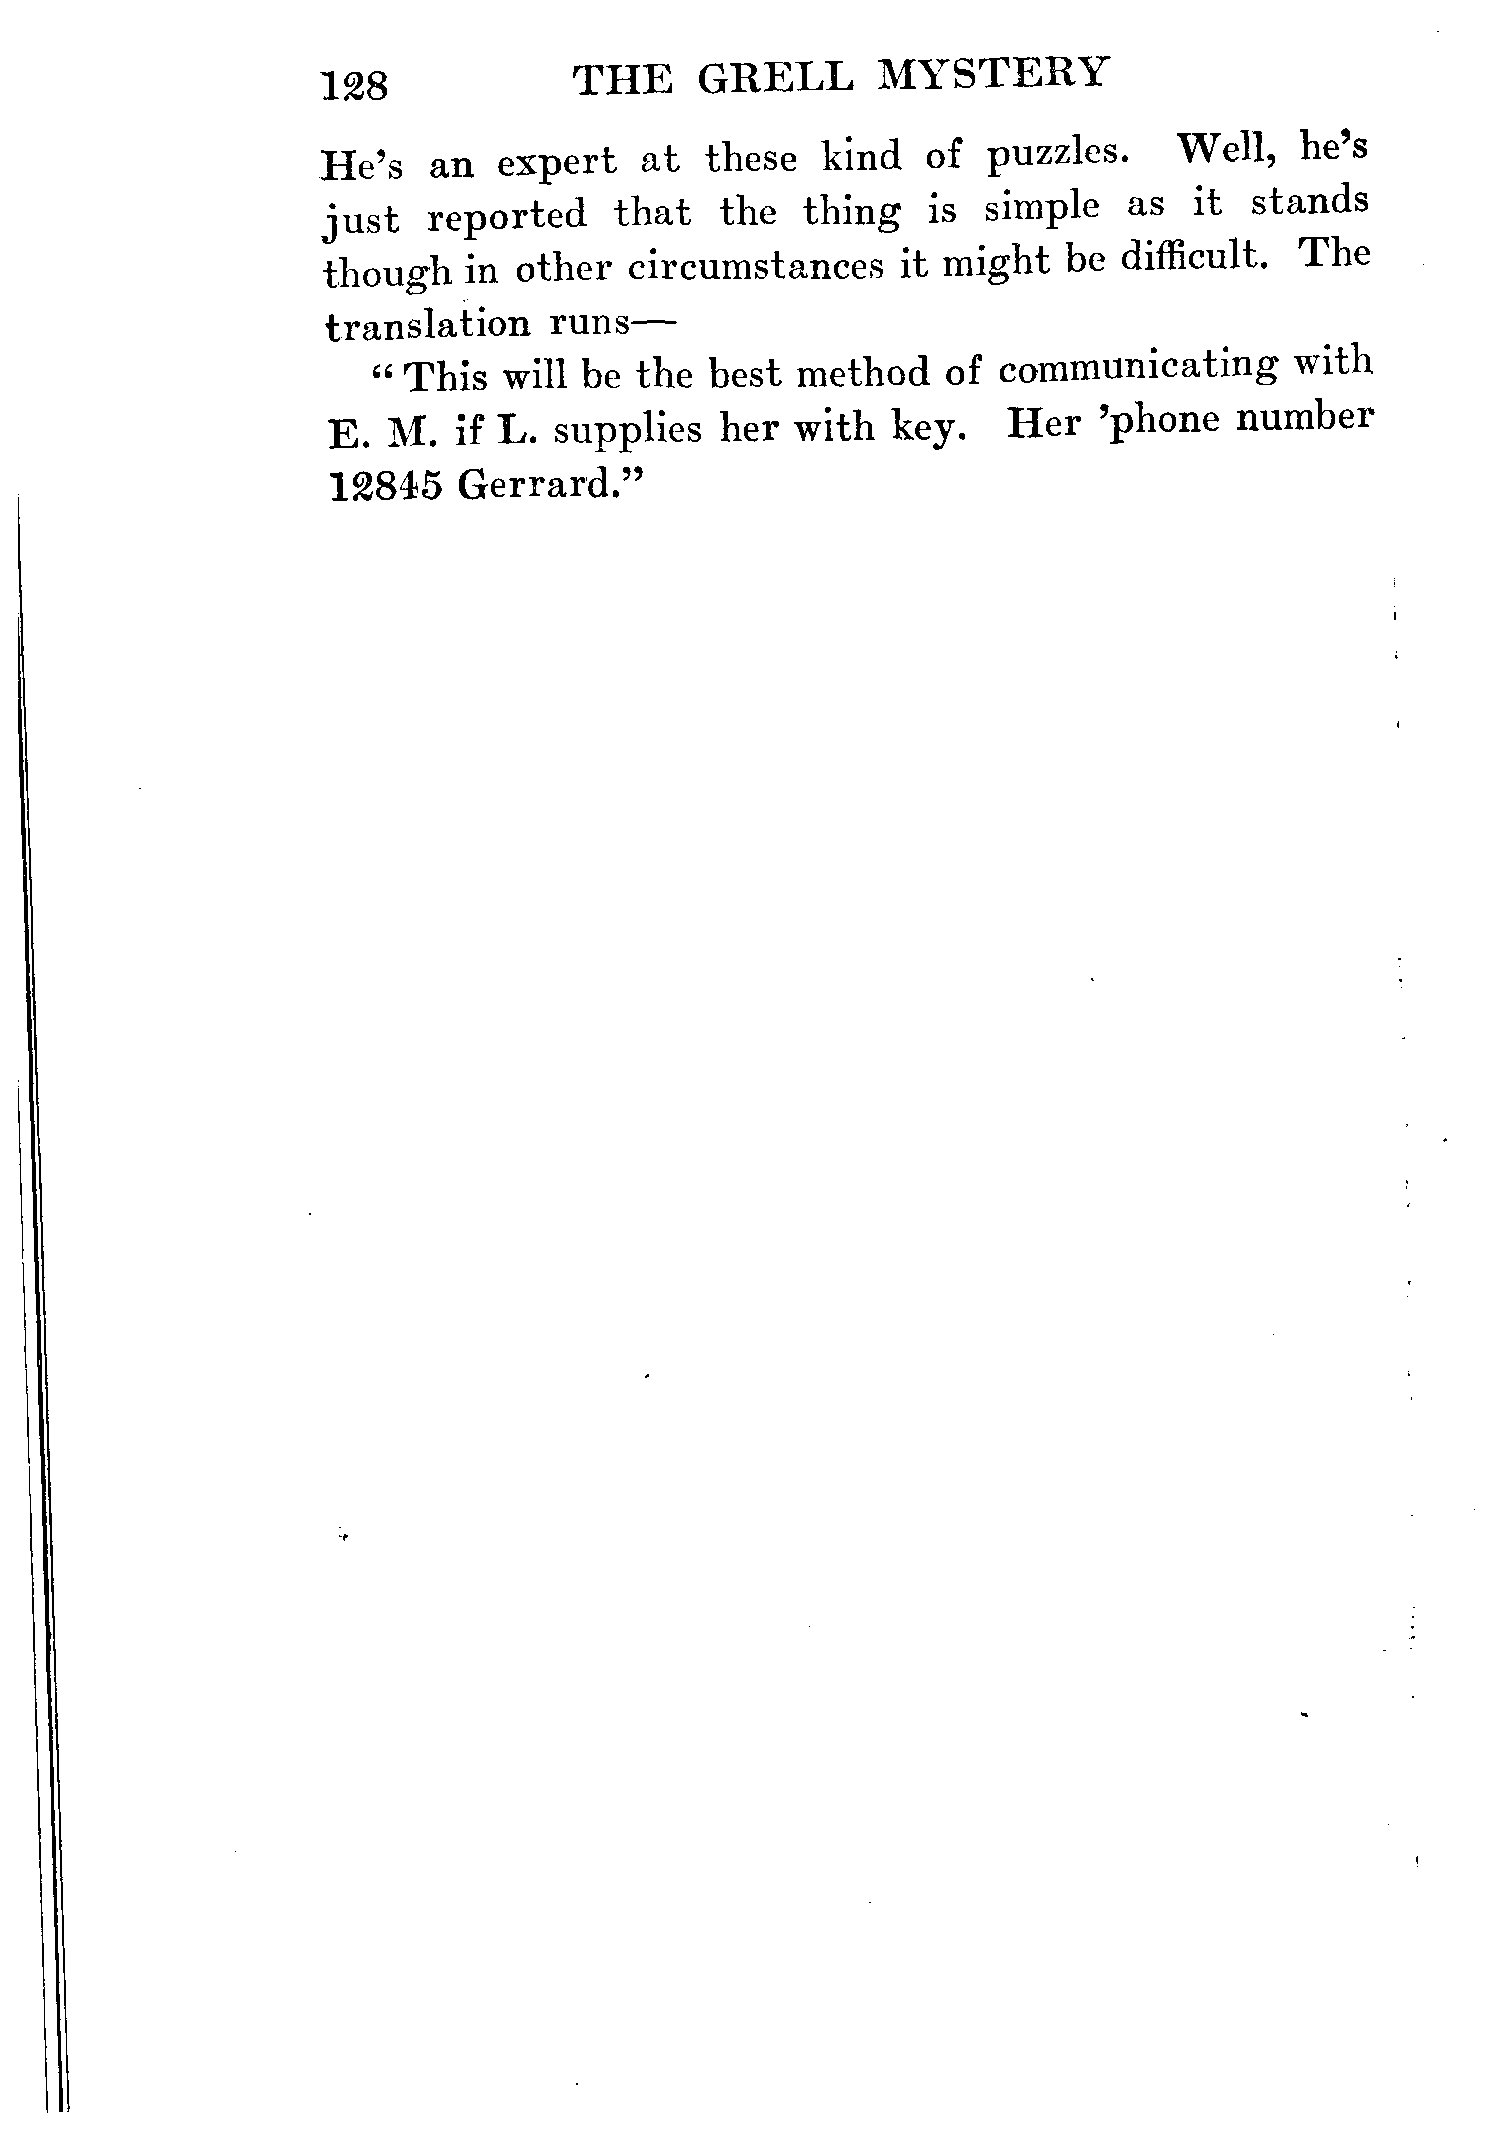 128 THE GRELL MYSTERY
He's an expert at these kind of puzzles. Well, he's
just reported that the thing is simple as it stands
though in other circumstances it might be difficult. The
translation runs—
“This will be the best method of communicating with
E. M. if L. supplies her with key. Her ’phone number
12845 Gerrard.”